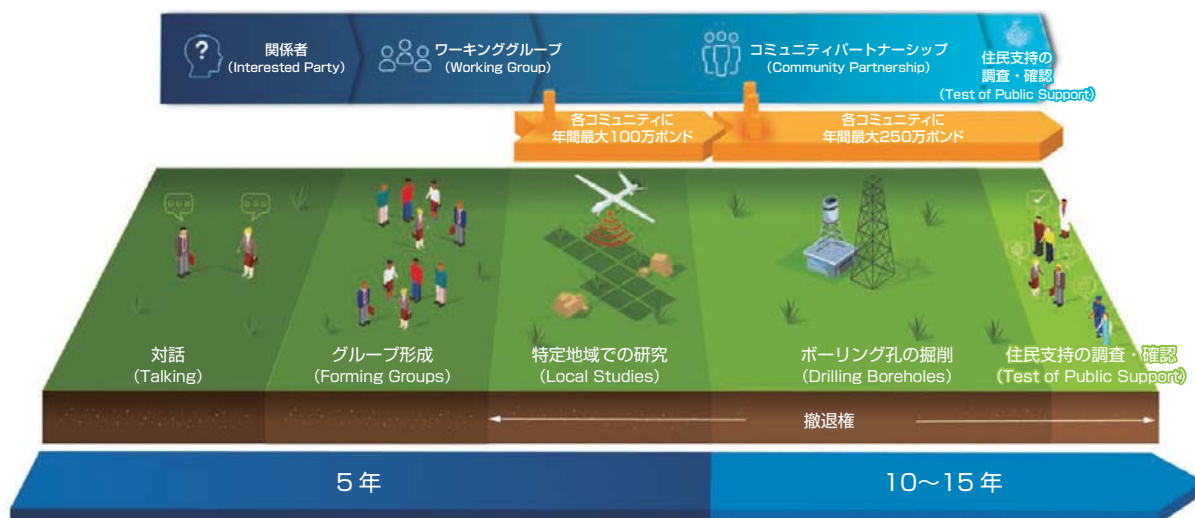 ?
関係者
(Interested Party)
ワーキンググループ
(Working Group)
コミュニティパートナーシップ
(Community Partnership)
住民支持の
調査・確認
(Test of Public Support)
各コミュニティに
年間最大100万ポンド
各コミュニティに
年間最大250万ポンド
対話
(Talking)
グループ形成
(Forming Groups)
特定地域での研究
(Local Studies)
ボーリング孔の掘削
(Drilling Boreholes)
住民支持の調査・確認
(Test of Public Support)
撤退権
5年
10〜15年